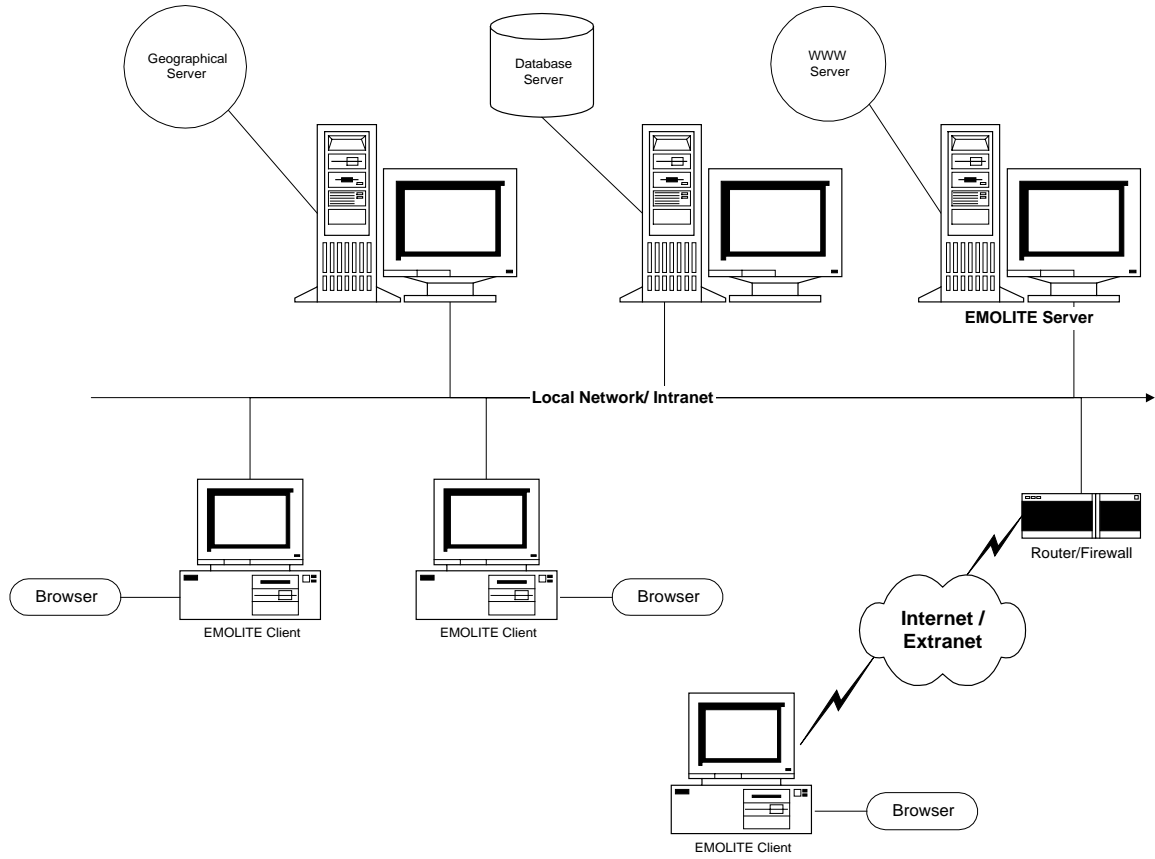 Geographical
Server
Database
Server
WWW
Server
EMOLITE Server
Local Network/ Intranet
Router/Firewall
Browser
EMOLITE Client
EMOLITE Client
Browser
Internet /
Extranet
Browser
EMOLITE Client